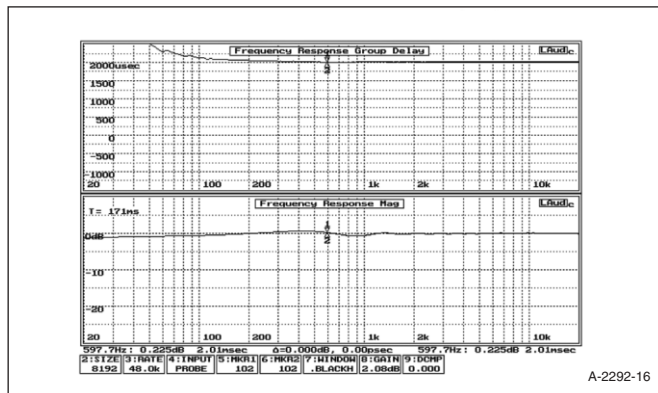 Frequency Response Group Delay
LAud
2000usec
1500
1000
500
0
-500
-1000
20 100 200 1k 2k 10k
Frequency Response Mag
LAud
T= 171ms
1
0dB
2
-10
-20
20 100 200 1k 2k 10k
597.7Hz: 0.225dB 2.01msec δ=0.000dB, 0.00psec 597.7Hz: 0.225dB 2.01msec
2:SIZE 3:RATE 4:INPUT 5:MKR1 6:MKR2 7:WINDOW 8:GAIN 9:DCMP
8192 48.0k PROBE 102 102 .BLACKH 2.08dB 0.000
A-2292-16